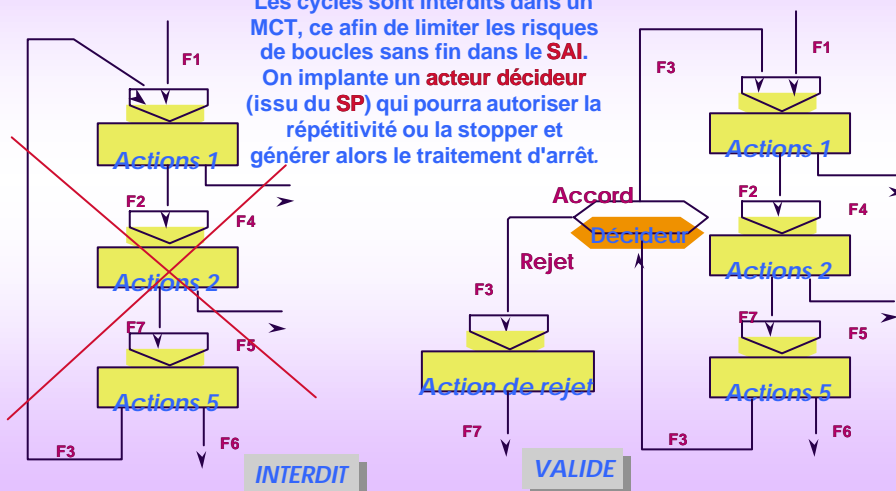 Les cycles sont interdits dans un
MCT, ce afin de limiter les risques
de boucles sans fin dans le SAI.
On implante un acteur décideur
(issu du SP) qui pourra autoriser la
répétitivité ou la stopper et
générer alors le traitement d'arrêt.
F1
Actions 1
F2
F4
Actions 2
F7
F5
Actions 5
F3
F6
INTERDIT
F3
F1
Actions 1
Accord
F2
F4
Décideur
Rejet
Actions 2
F3
F7
F5
Action de rejet
Actions 5
F7
F3
F6
VALIDE